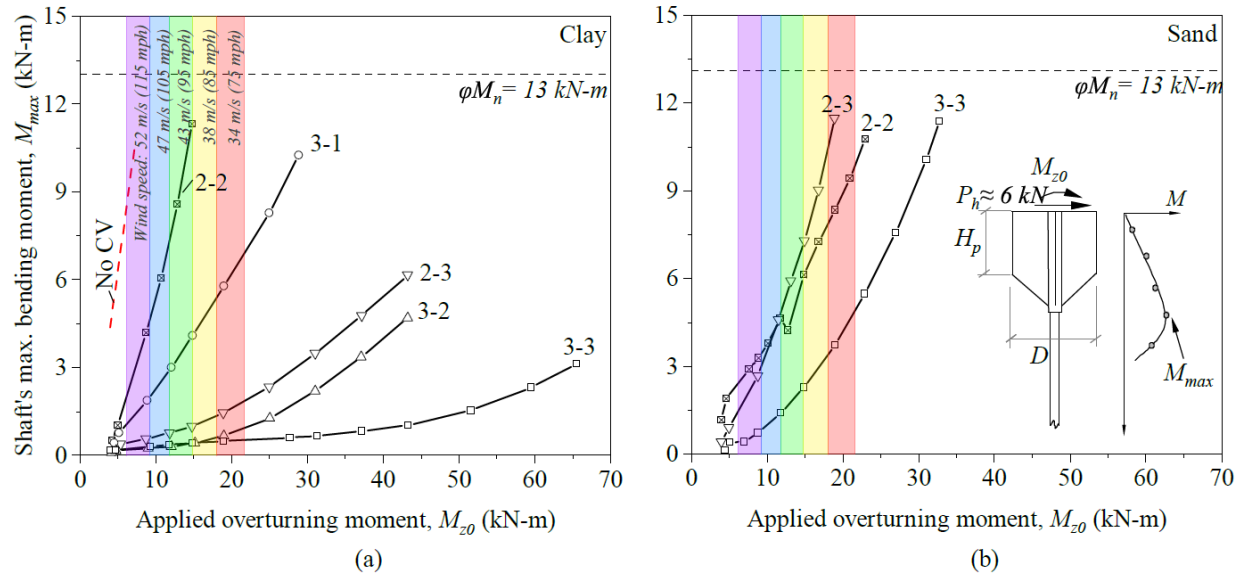 15
12
9
6
3
0
Shaft's max. bending moment, Mmax (kN-m)
Clay
φMn= 13 kN-m
Wind speed: 52 m/s (115 mph)
47 m/s (105 mph)
43 m/s (95 mph)
38 m/s (85 mph)
34 m/s (75 mph)
No CV
2-2
3-1
2-3
3-2
3-3
0 10 20 30 40 50 60 70
Applied overturning moment, Mz0 (kN-m)
(a)
15
12
9
6
3
0
Sand
φMn= 13 kN-m
2-3
2-2
3-3
Mz0
Ph≈ 6 kN
M
Hp
D
Mmax
0 10 20 30 40 50 60 70
Applied overturning moment, Mz0 (kN-m)
(b)